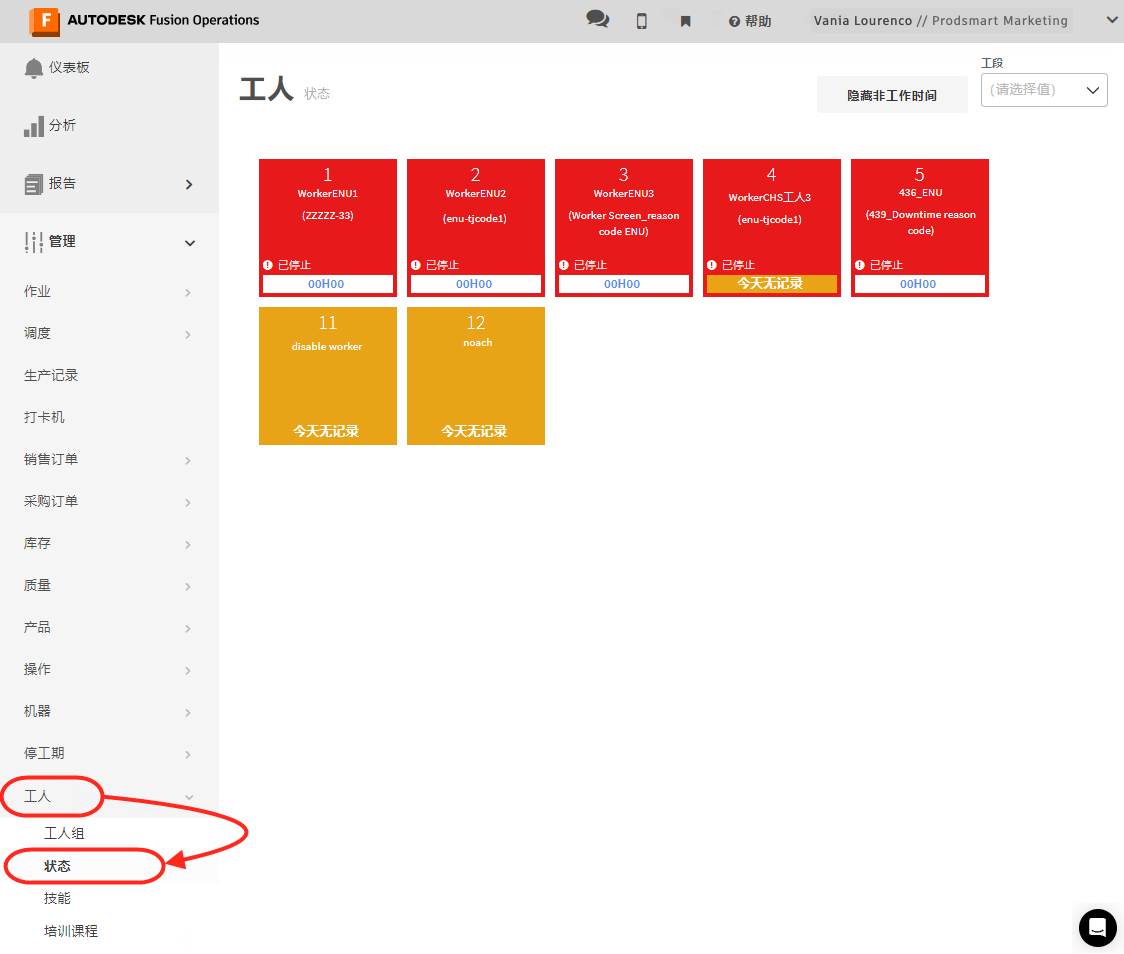 F AUTODESK Fusion Operations
帮助
Vania Lourenco // Prodsmart Marketing
仪表板
分析
报告
管理
作业
调度
生产记录
打卡机
销售订单
采购订单
库存
质量
产品
操作
机器
停工期
工人
工人组
状态
技能
培训课程
工人 状态
隐藏非工作时间
工段
(请选择值)
1
WorkerENU1
(ZZZZZ-33)
已停止
00H00
2
WorkerENU2
(enu-tjcode1)
已停止
00H00
3
WorkerENU3
(Worker Screen_reason
code ENU)
已停止
00H00
4
WorkerCHS工人3
(enu-tjcode1)
已停止
今天无记录
5
436_ENU
(439_Downtime reason
code)
已停止
00H00
11
disable worker
今天无记录
12
noach
今天无记录